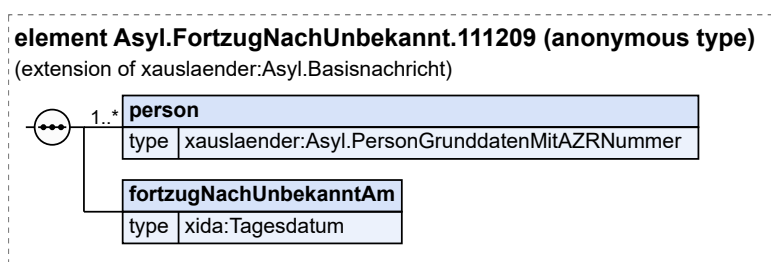 element Asyl.FortzugNachUnbekannt.111209 (anonymous type)
(extension of xauslaender:Asyl.Basisnachricht)
1..* person
type xauslaender:Asyl.PersonGrunddatenMitAZRNummer
fortzugNachUnbekanntAm
type xida:Tagesdatum